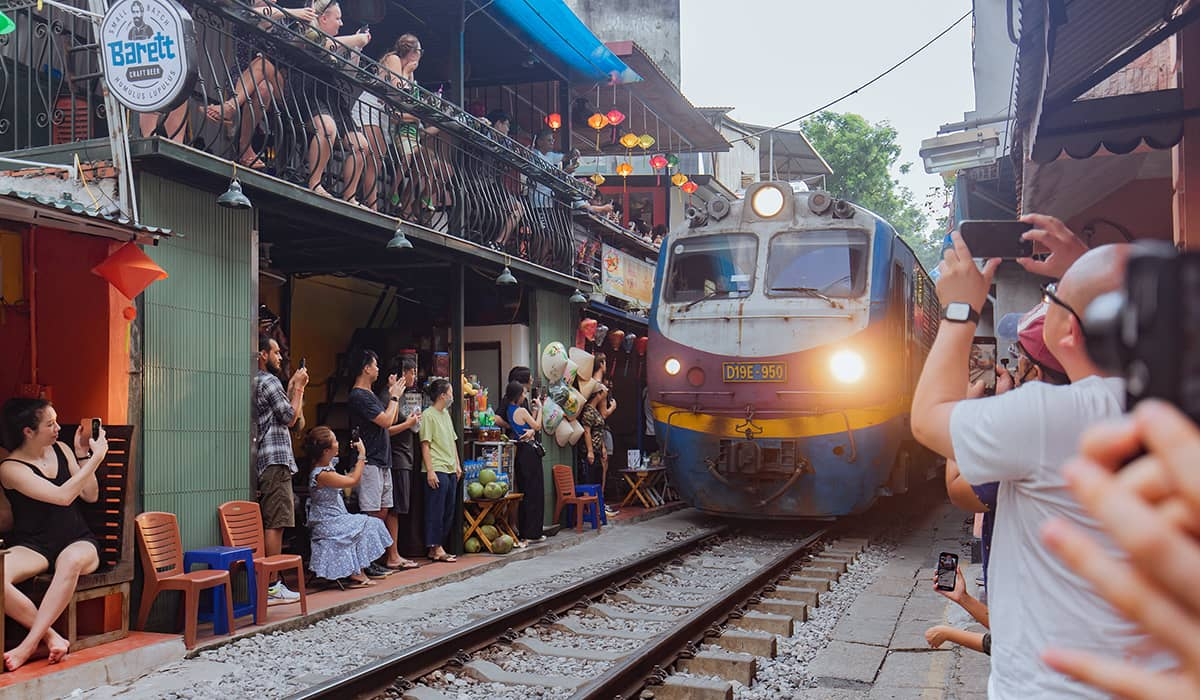 SMALL BATCH
Barett
CRAFT BEER
HUMULUS LUPULUS
D19E-950